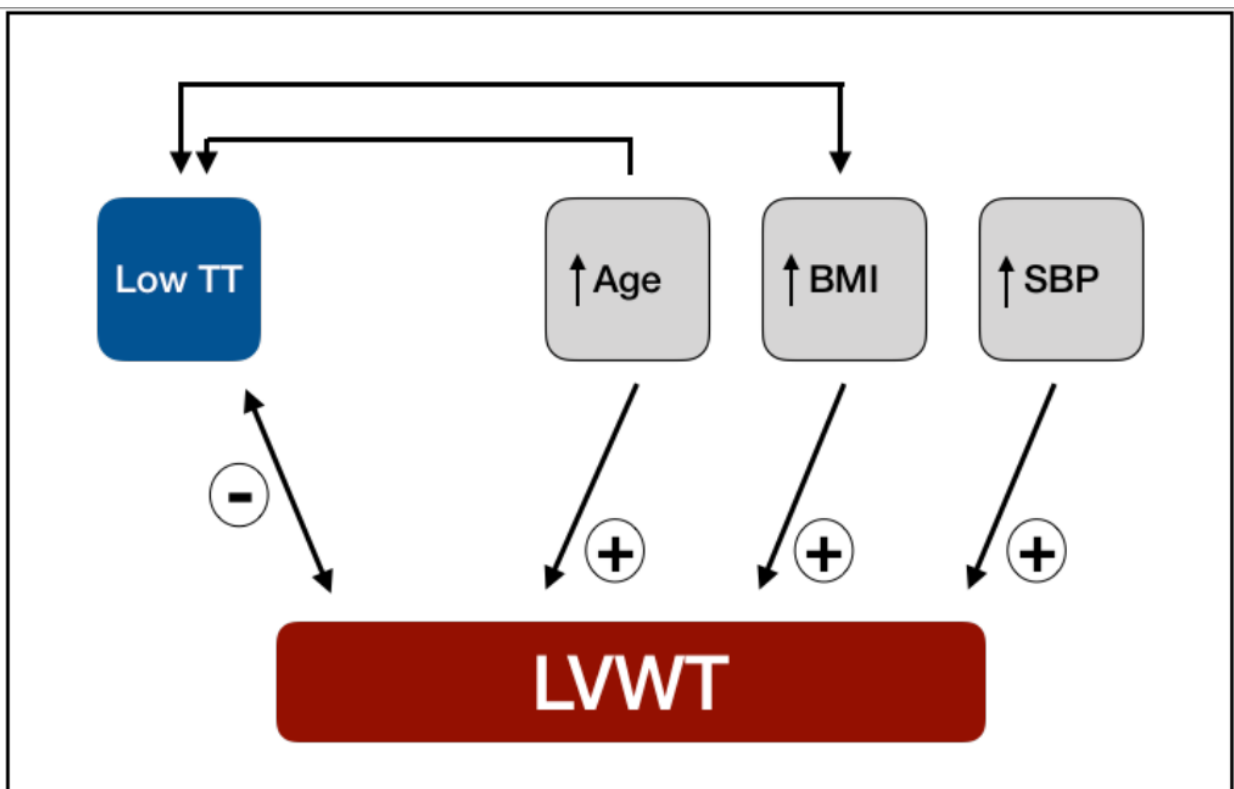 Low TT
↑ Age
↑ BMI
↑ SBP
-
+
+
+
LVWT